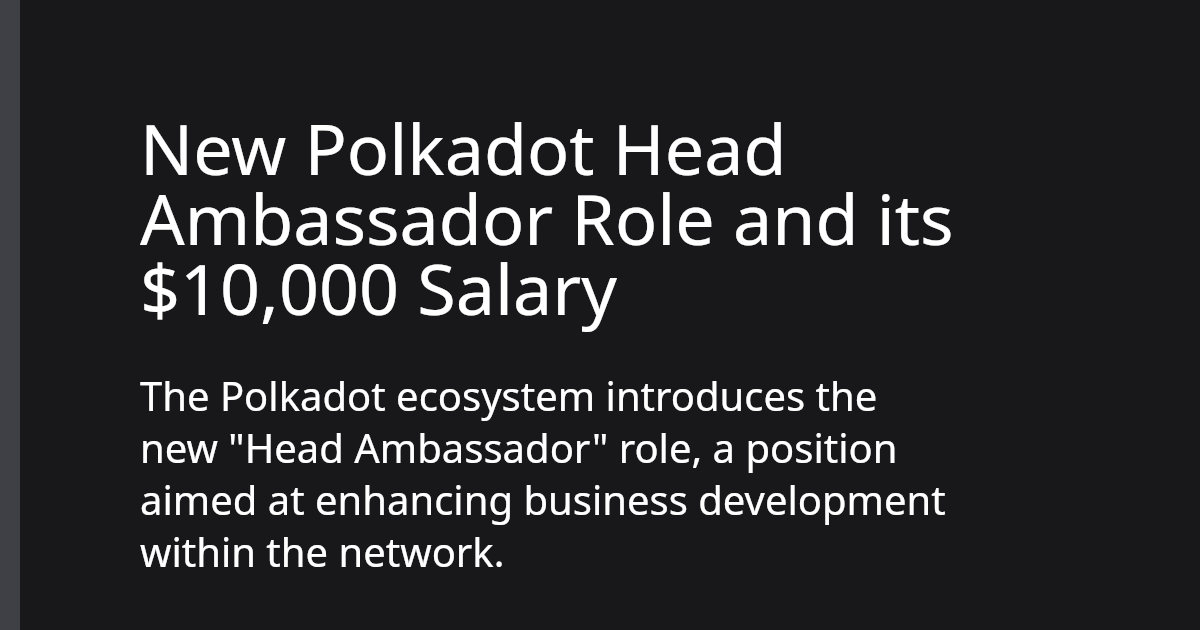 New Polkadot Head
Ambassador Role and its
$10,000 Salary
The Polkadot ecosystem introduces the
new "Head Ambassador" role, a position
aimed at enhancing business development
within the network.